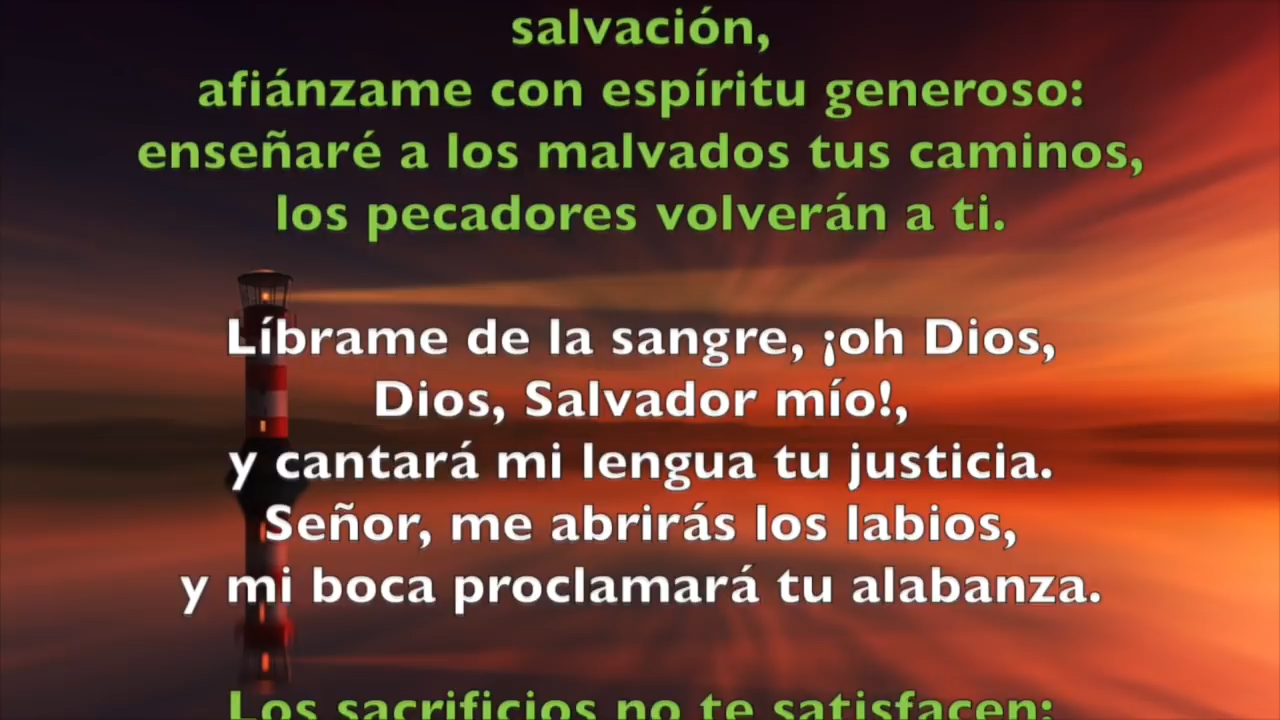 salvación,
afiánzame con espíritu generoso:
enseñaré a los malvados tus caminos,
los pecadores volverán a ti.
Líbrame de la sangre, ¡oh Dios,
Dios, Salvador mío!,
y cantará mi lengua tu justicia.
Señor, me abrirás los labios,
y mi boca proclamará tu alabanza.
Los sacrificios no te satisfacen: